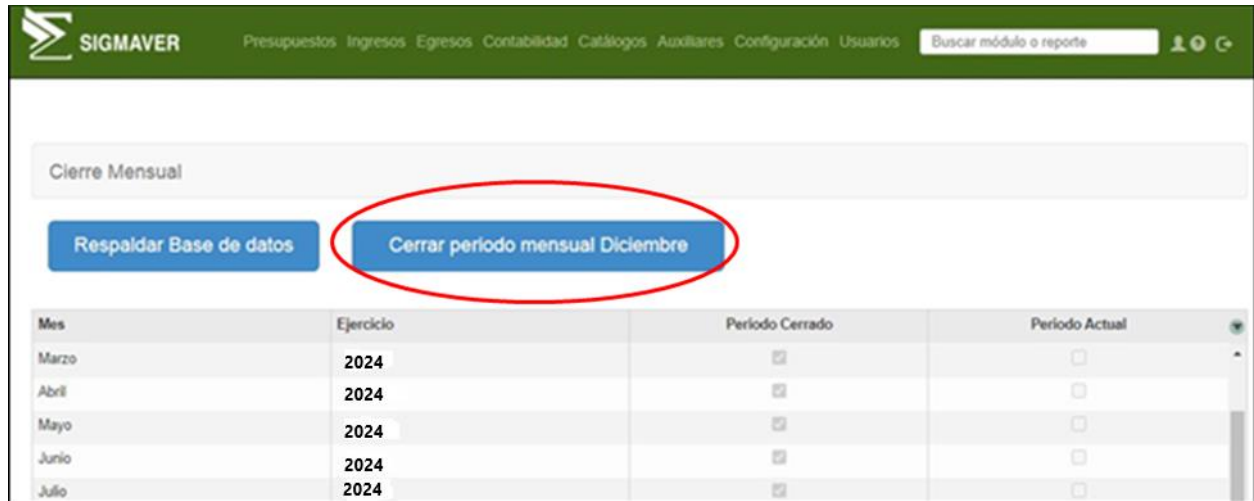 SIGMAVER Presupuestos Ingresos Egresos Contabilidad Catálogos Auxiliares Configuración Usuarios Buscar módulo o reporte
Cierre Mensual
Respaldar Base de datos Cerrar periodo mensual Diciembre
Mes Ejercicio Periodo Cerrado Periodo Actual
Marzo 2024
Abril 2024
Mayo 2024
Junio 2024
Julio 2024